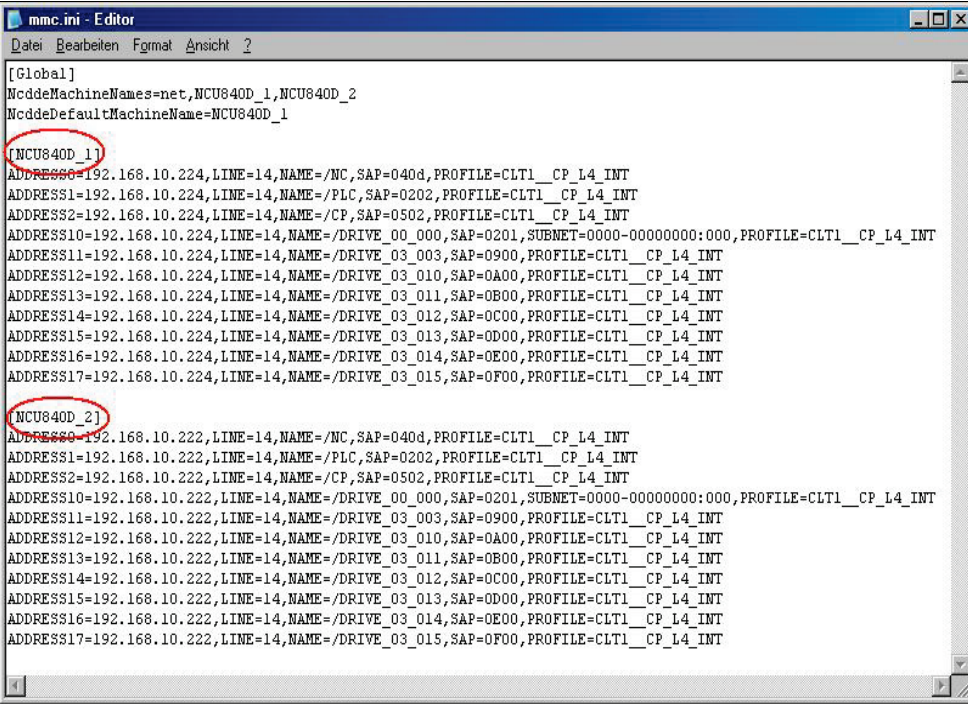 mmc.ini - Editor
Datei Bearbeiten Format Ansicht ?
[Global]
NcddeMachineNames=net,NCU840D_1,NCU840D_2
NcddeDefaultMachineName=NCU840D_1
[NCU840D_1]
ADDRESS0=192.168.10.224,LINE=14,NAME=/NC,SAP=040d,PROFILE=CLT1__CP_L4_INT
ADDRESS1=192.168.10.224,LINE=14,NAME=/PLC,SAP=0202,PROFILE=CLT1__CP_L4_INT
ADDRESS2=192.168.10.224,LINE=14,NAME=/CP,SAP=0502,PROFILE=CLT1__CP_L4_INT
ADDRESS10=192.168.10.224,LINE=14,NAME=/DRIVE_00_000,SAP=0201,SUBNET=0000-00000000:000,PROFILE=CLT1__CP_L4_INT
ADDRESS11=192.168.10.224,LINE=14,NAME=/DRIVE_03_003,SAP=0900,PROFILE=CLT1__CP_L4_INT
ADDRESS12=192.168.10.224,LINE=14,NAME=/DRIVE_03_010,SAP=0A00,PROFILE=CLT1__CP_L4_INT
ADDRESS13=192.168.10.224,LINE=14,NAME=/DRIVE_03_011,SAP=0B00,PROFILE=CLT1__CP_L4_INT
ADDRESS14=192.168.10.224,LINE=14,NAME=/DRIVE_03_012,SAP=0C00,PROFILE=CLT1__CP_L4_INT
ADDRESS15=192.168.10.224,LINE=14,NAME=/DRIVE_03_013,SAP=0D00,PROFILE=CLT1__CP_L4_INT
ADDRESS16=192.168.10.224,LINE=14,NAME=/DRIVE_03_014,SAP=0E00,PROFILE=CLT1__CP_L4_INT
ADDRESS17=192.168.10.224,LINE=14,NAME=/DRIVE_03_015,SAP=0F00,PROFILE=CLT1__CP_L4_INT
[NCU840D_2]
ADDRESS0=192.168.10.222,LINE=14,NAME=/NC,SAP=040d,PROFILE=CLT1__CP_L4_INT
ADDRESS1=192.168.10.222,LINE=14,NAME=/PLC,SAP=0202,PROFILE=CLT1__CP_L4_INT
ADDRESS2=192.168.10.222,LINE=14,NAME=/CP,SAP=0502,PROFILE=CLT1__CP_L4_INT
ADDRESS10=192.168.10.222,LINE=14,NAME=/DRIVE_00_000,SAP=0201,SUBNET=0000-00000000:000,PROFILE=CLT1__CP_L4_INT
ADDRESS11=192.168.10.222,LINE=14,NAME=/DRIVE_03_003,SAP=0900,PROFILE=CLT1__CP_L4_INT
ADDRESS12=192.168.10.222,LINE=14,NAME=/DRIVE_03_010,SAP=0A00,PROFILE=CLT1__CP_L4_INT
ADDRESS13=192.168.10.222,LINE=14,NAME=/DRIVE_03_011,SAP=0B00,PROFILE=CLT1__CP_L4_INT
ADDRESS14=192.168.10.222,LINE=14,NAME=/DRIVE_03_012,SAP=0C00,PROFILE=CLT1__CP_L4_INT
ADDRESS15=192.168.10.222,LINE=14,NAME=/DRIVE_03_013,SAP=0D00,PROFILE=CLT1__CP_L4_INT
ADDRESS16=192.168.10.222,LINE=14,NAME=/DRIVE_03_014,SAP=0E00,PROFILE=CLT1__CP_L4_INT
ADDRESS17=192.168.10.222,LINE=14,NAME=/DRIVE_03_015,SAP=0F00,PROFILE=CLT1__CP_L4_INT